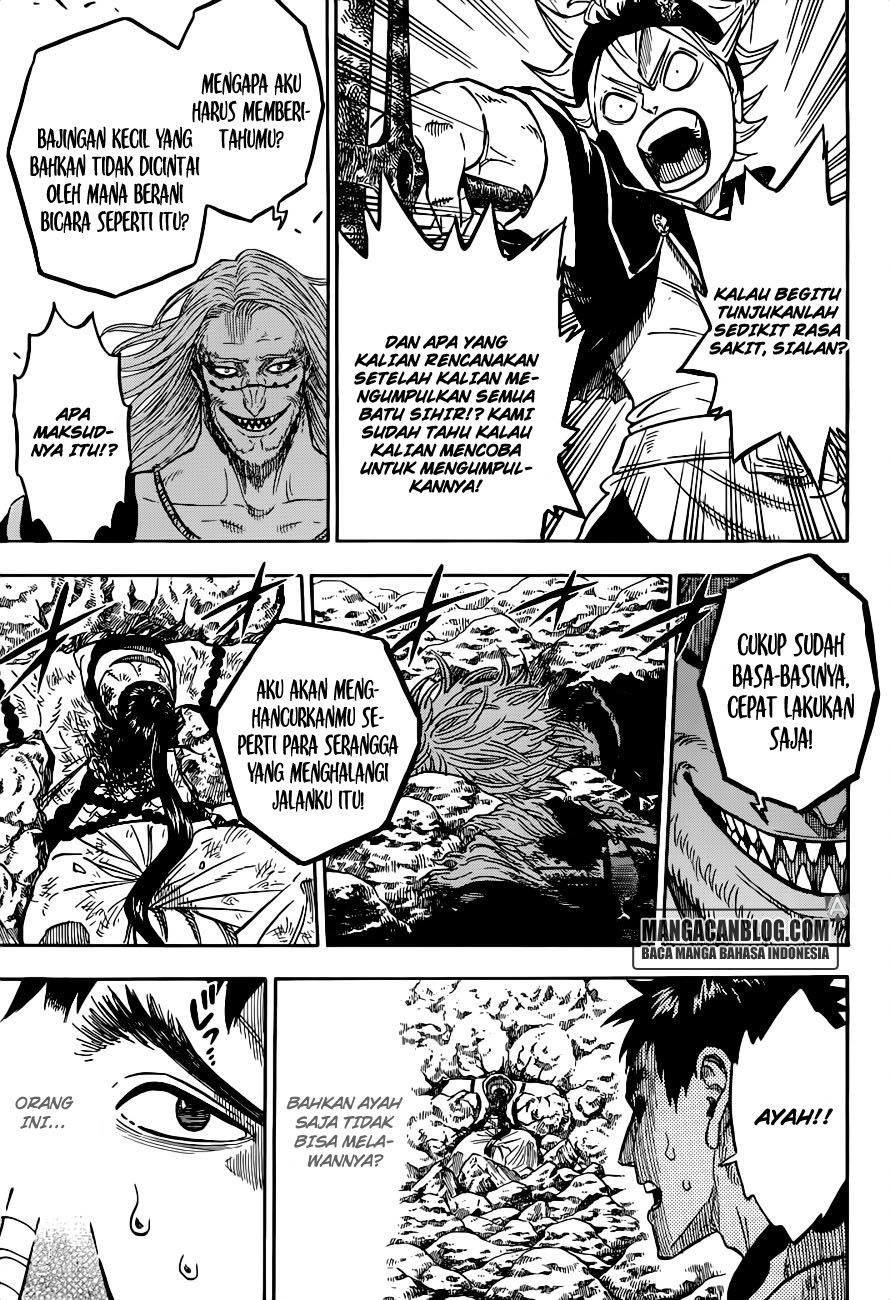 KALAU BEGITU
TUNJUKANLAH
SEDIKIT RASA
SAKIT, SIALAN?
DAN APA YANG
KALIAN RENCANAKAN
SETELAH KALIAN ME-
NGUMPULKAN SEMUA
BATU SIHIR!? KAMI
SUDAH TAHU KALAU
KALIAN MENCOBA
UNTUK MENGUMPUL-
KANNYA!
MENGAPA AKU
HARUS MEMBERI-
TAHUMU?
BAJINGAN KECIL YANG
BAHKAN TIDAK DICINTAI
OLEH MANA BERANI
BICARA SEPERTI ITU?
APA
MAKSUD-
NYA ITU!?
CUKUP SUDAH
BASA-BASINYA,
CEPAT LAKUKAN
SAJA!
AKU AKAN MENG-
HANCURKANMU SE-
PERTI PARA SERANGGA
YANG MENGHALANGI
JALANKU ITU!
MANGACANBLOG.COM
BACA MANGA BAHASA INDONESIA
AYAH!!
BAHKAN AYAH
SAJA TIDAK
BISA MELA-
WANNYA?
ORANG
INI...